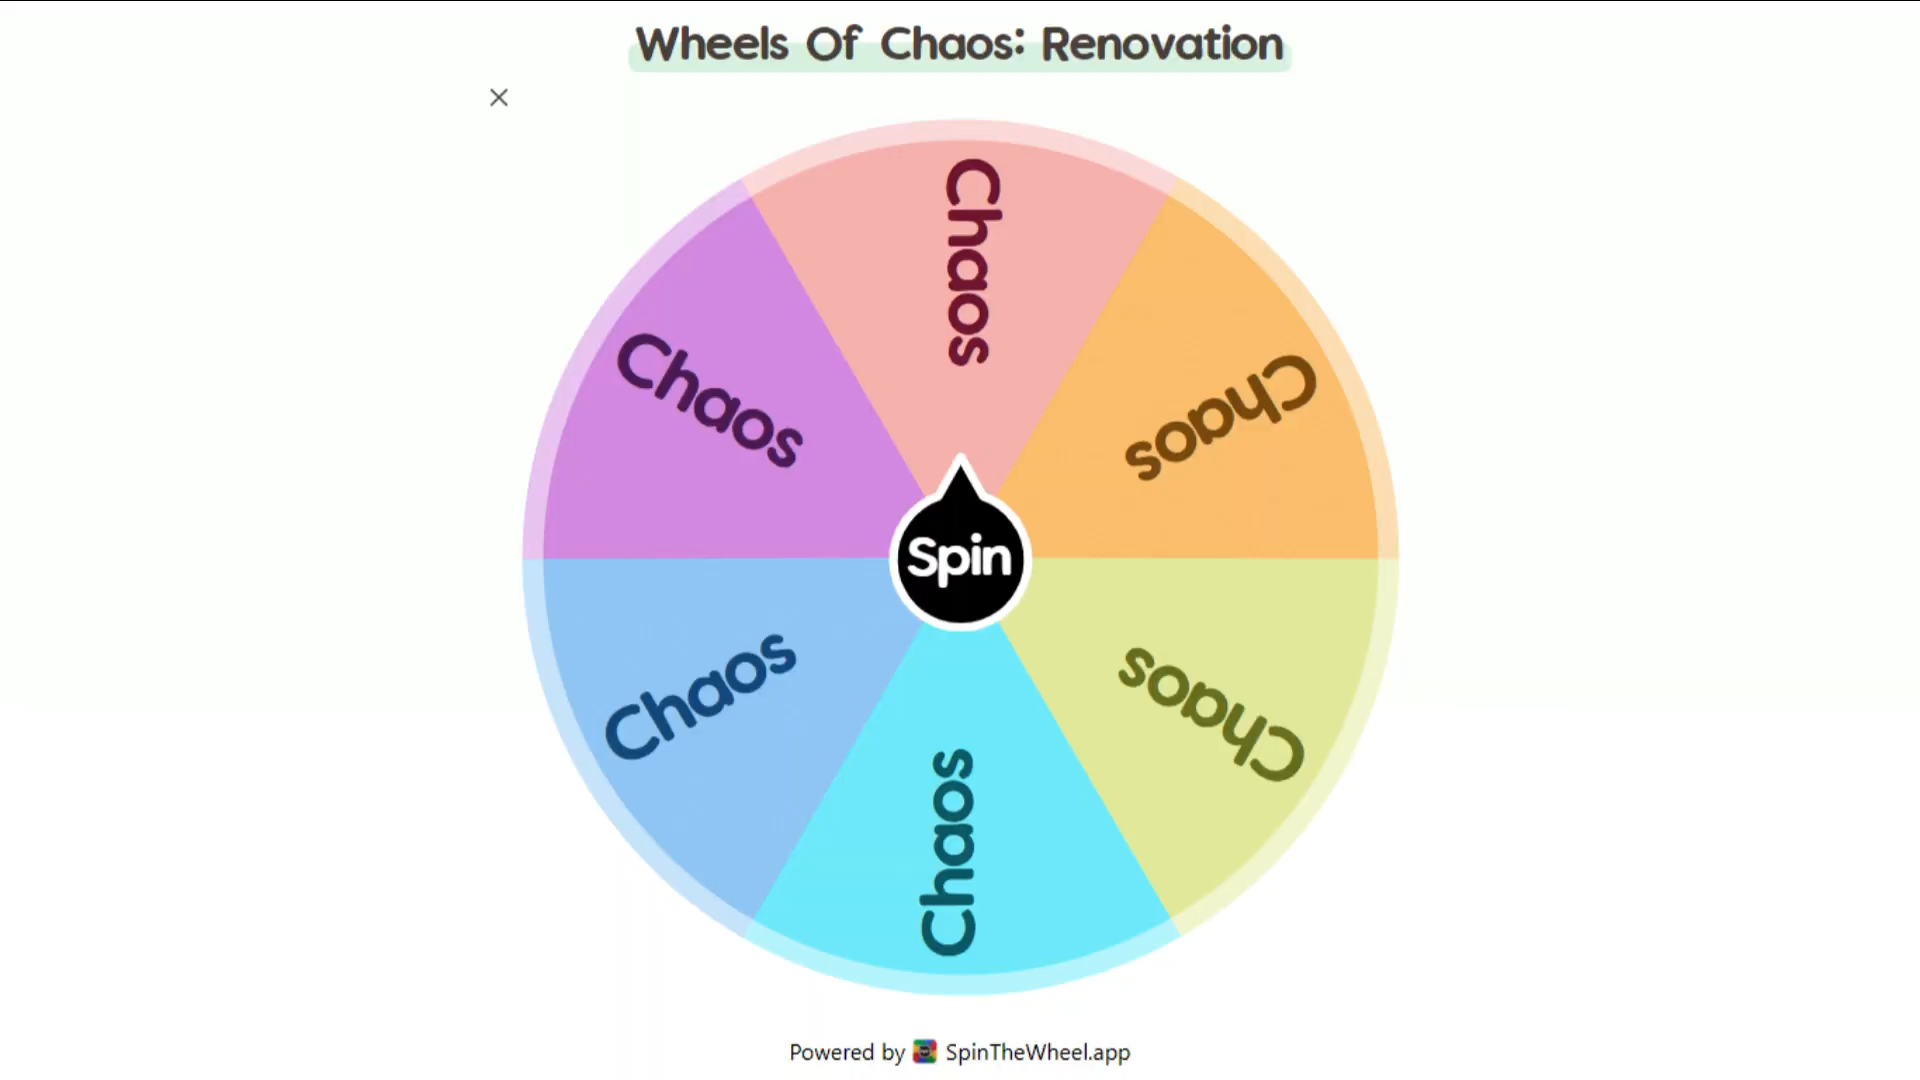 Wheels Of Chaos: Renovation
Chaos
Chaos
Chaos
Spin
Chaos
Chaos
Chaos
Powered by SpinTheWheel.app